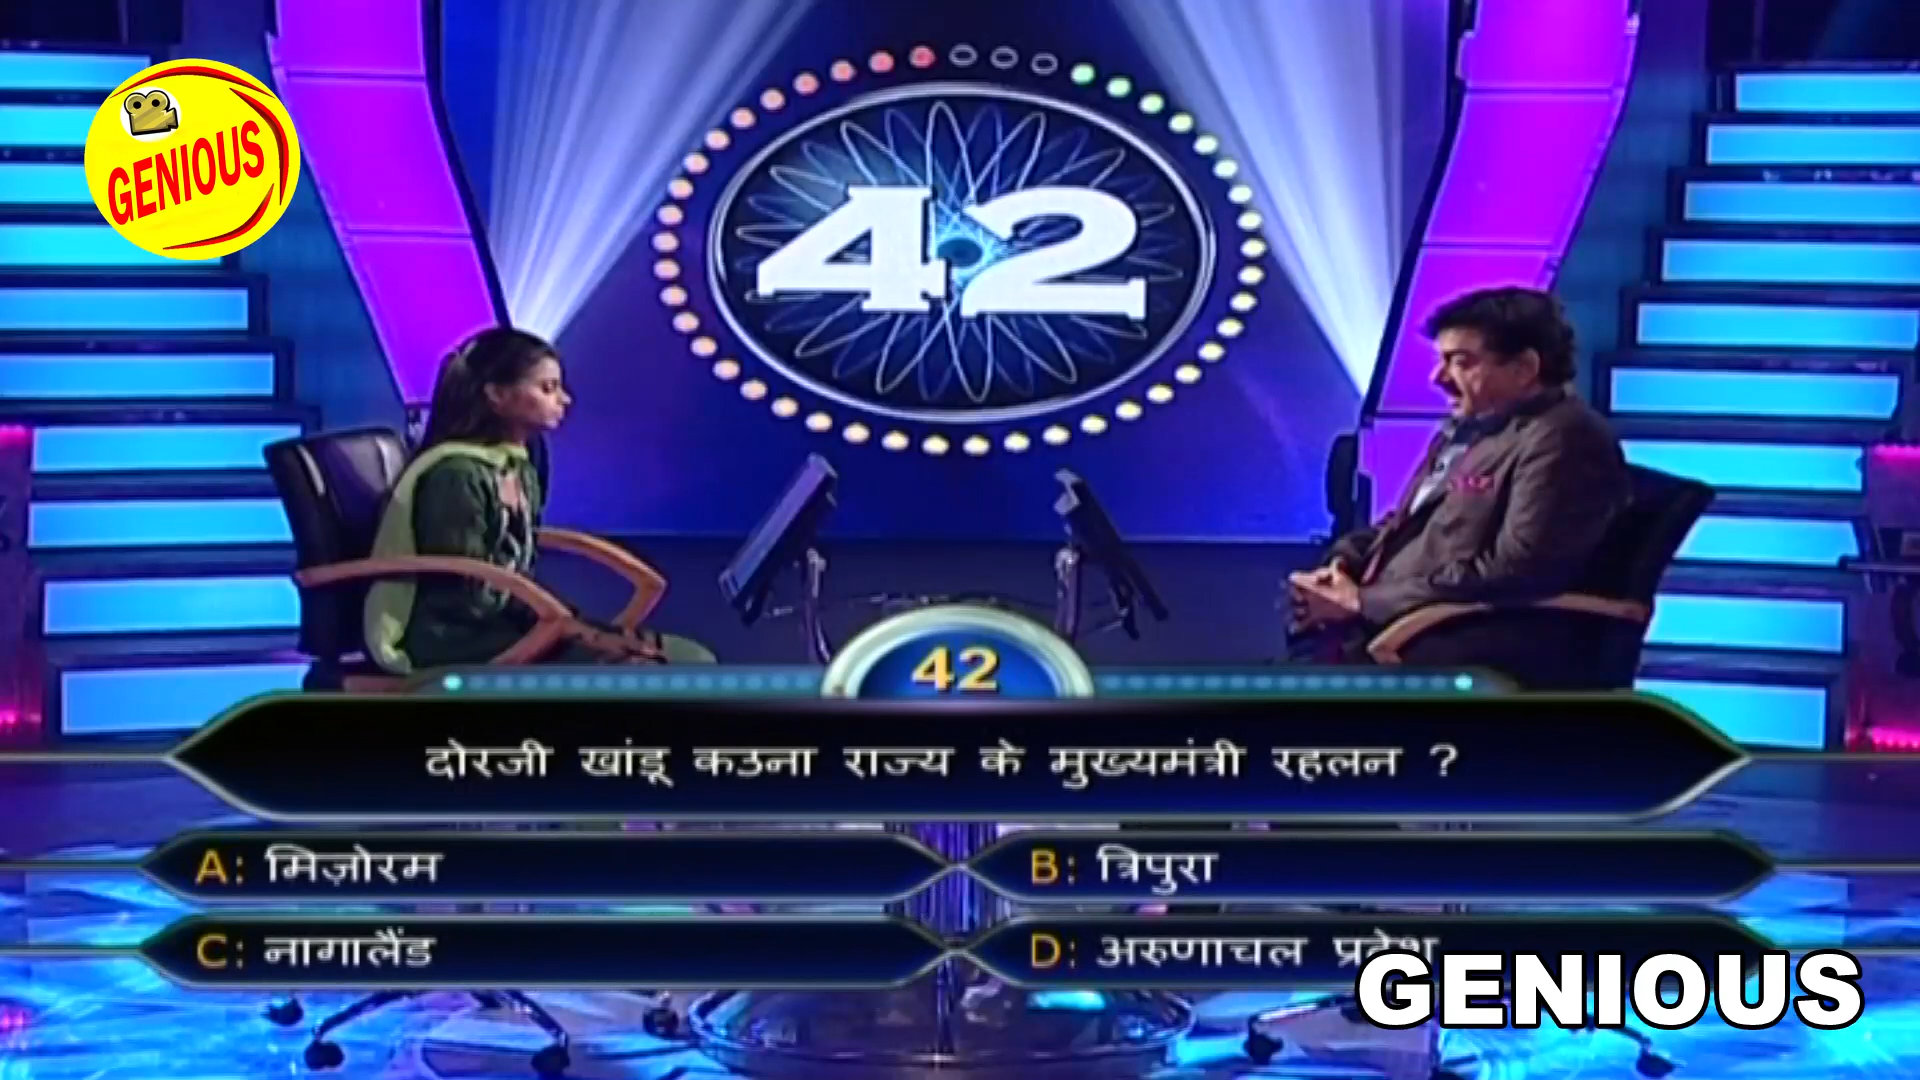 GENIOUS
42
42
दोरजी खांडू कउना राज्य के मुख्यमंत्री रहलन ?
A: मिज़ोरम
B: त्रिपुरा
C: नागालैंड
D: अरुणाचल प्रदेश
GENIOUS